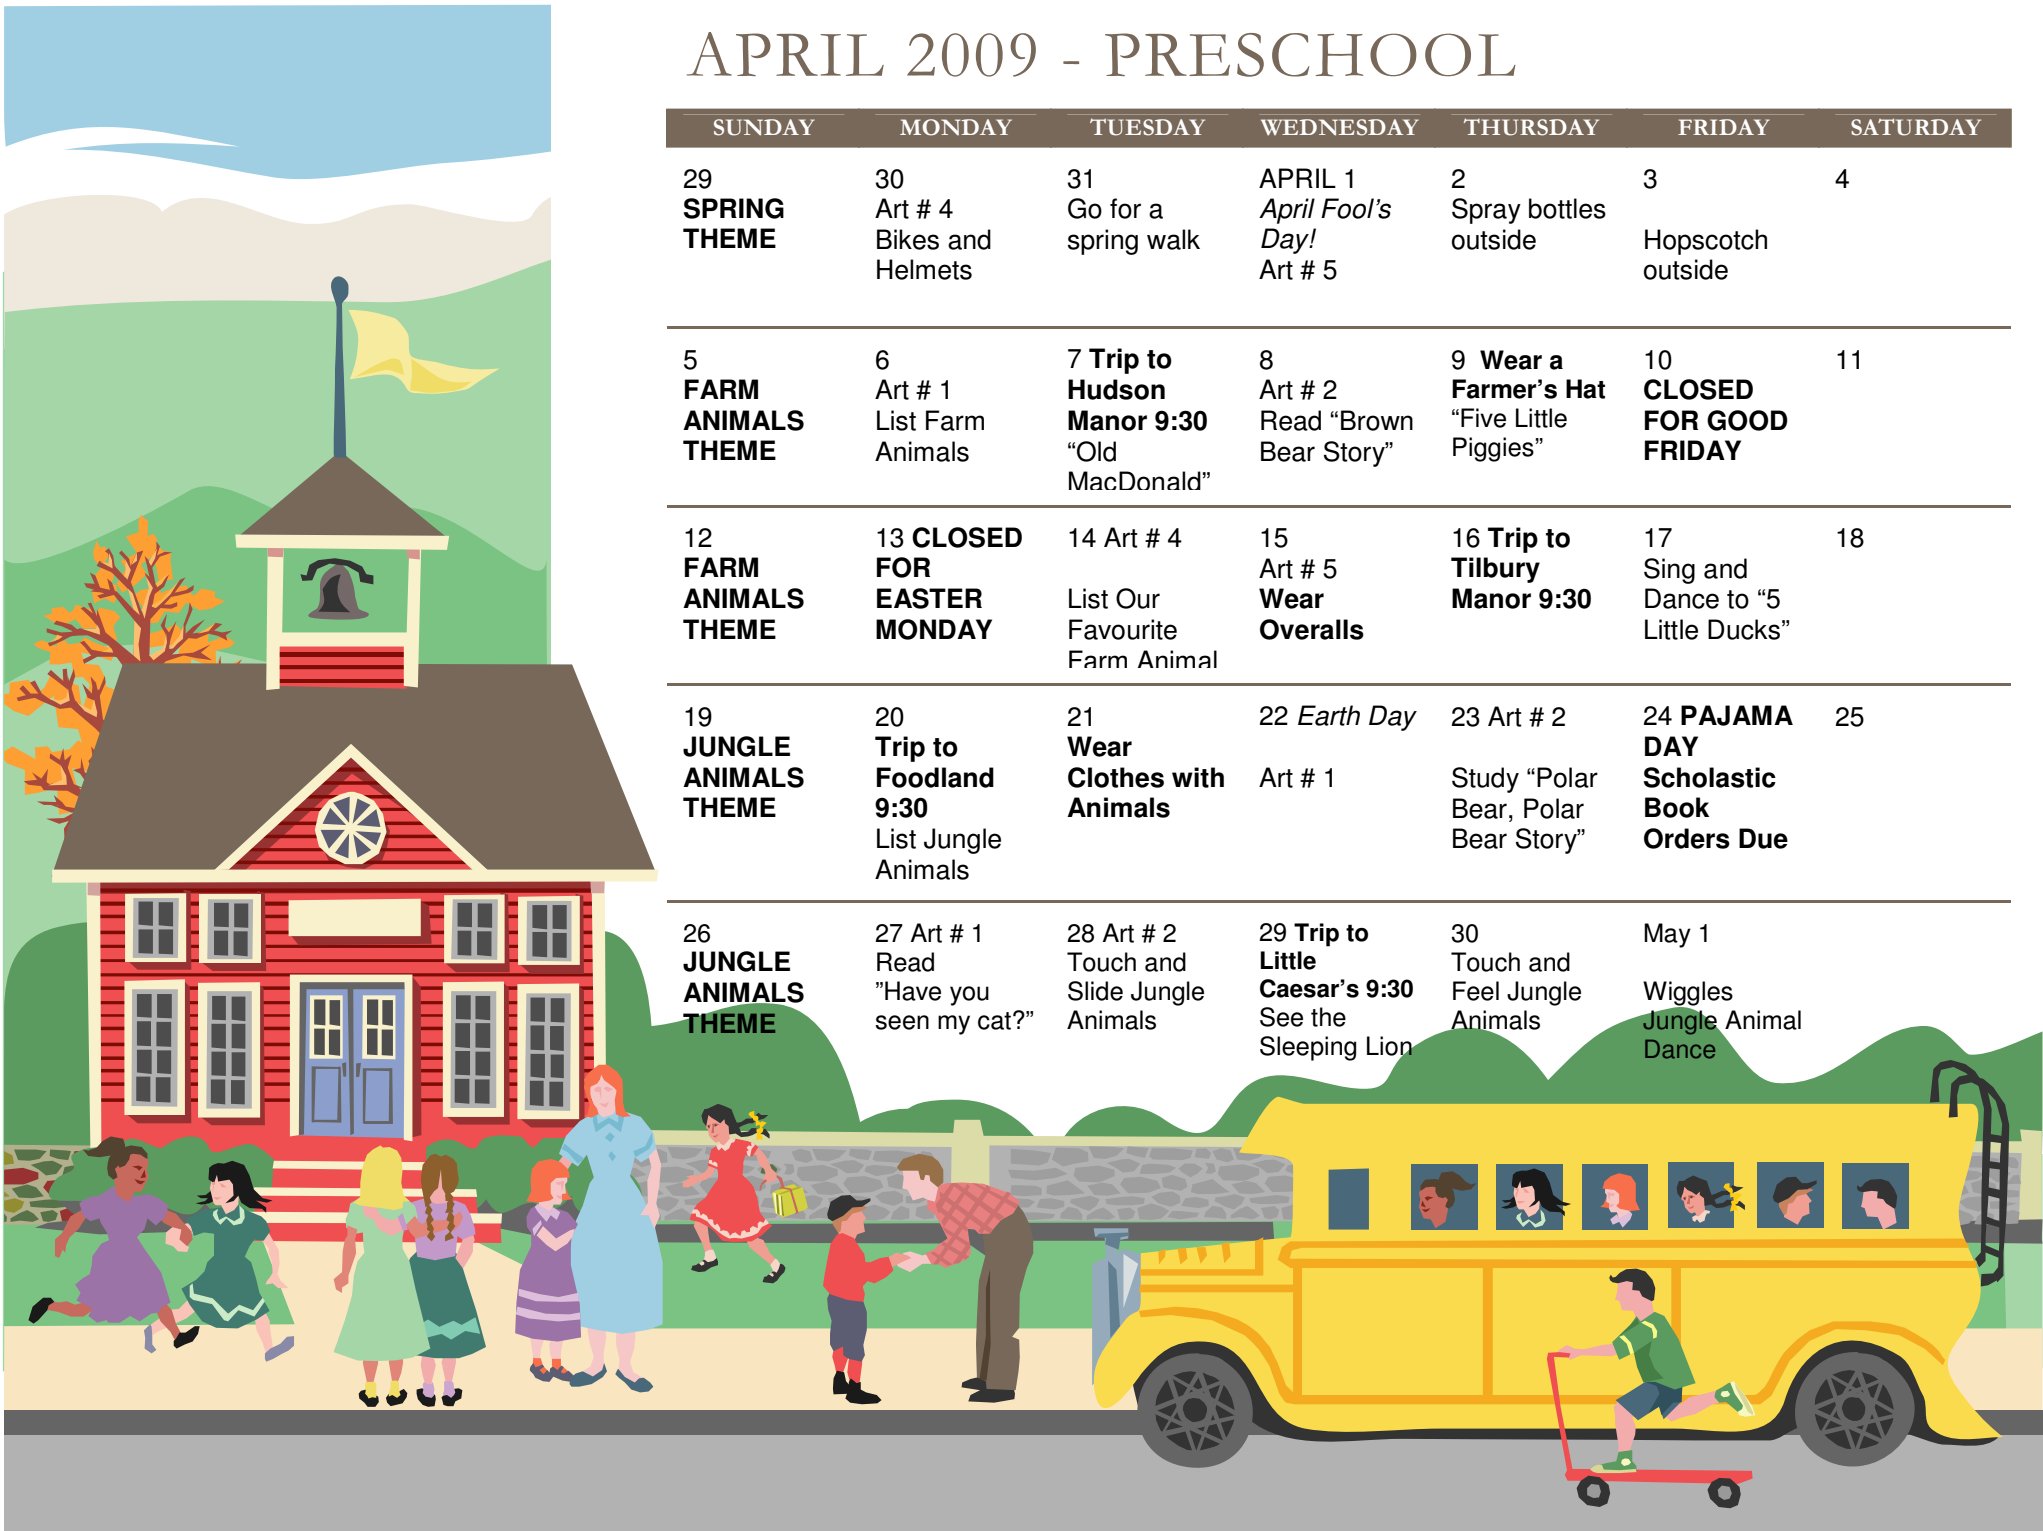 APRIL 2009 - PRESCHOOL
SUNDAY MONDAY TUESDAY WEDNESDAY THURSDAY FRIDAY SATURDAY
29
SPRING
THEME
30
Art # 4
Bikes and
Helmets
31
Go for a
spring walk
APRIL 1
April Fool’s
Day!
Art # 5
2
Spray bottles
outside
3
Hopscotch
outside
4
5
FARM
ANIMALS
THEME
6
Art # 1
List Farm
Animals
7 Trip to
Hudson
Manor 9:30
“Old
MacDonald”
8
Art # 2
Read “Brown
Bear Story”
9 Wear a
Farmer’s Hat
“Five Little
Piggies”
10
CLOSED
FOR GOOD
FRIDAY
11
12
FARM
ANIMALS
THEME
13 CLOSED
FOR
EASTER
MONDAY
14 Art # 4
List Our
Favourite
Farm Animal
15
Art # 5
Wear
Overalls
16 Trip to
Tilbury
Manor 9:30
17
Sing and
Dance to “5
Little Ducks”
18
19
JUNGLE
ANIMALS
THEME
20
Trip to
Foodland
9:30
List Jungle
Animals
21
Wear
Clothes with
Animals
22 Earth Day
Art # 1
23 Art # 2
Study “Polar
Bear, Polar
Bear Story”
24 PAJAMA
DAY
Scholastic
Book
Orders Due
25
26
JUNGLE
ANIMALS
THEME
27 Art # 1
Read
”Have you
seen my cat?”
28 Art # 2
Touch and
Slide Jungle
Animals
29 Trip to
Little
Caesar’s 9:30
See the
Sleeping Lion
30
Touch and
Feel Jungle
Animals
May 1
Wiggles
Jungle Animal
Dance